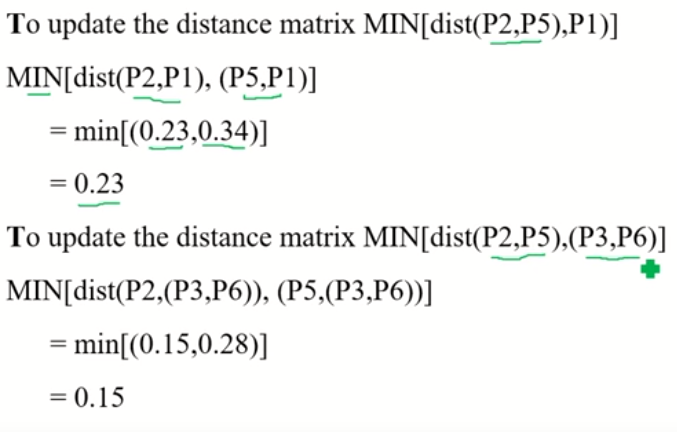 To update the distance matrix MIN[dist(P2,P5),P1)]
MIN[dist(P2,P1), (P5,P1)]
= min[(0.23,0.34)]
= 0.23
To update the distance matrix MIN[dist(P2,P5),(P3,P6)]
MIN[dist(P2,(P3,P6)), (P5,(P3,P6))]
= min[(0.15,0.28)]
= 0.15